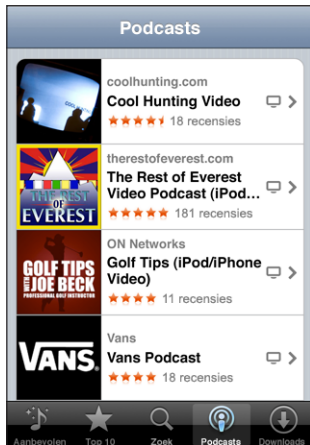 Podcasts
coolhunting.com
Cool Hunting Video
18 recensies
THE REST
OF
EVEREST
therestofeverest.com
The Rest of Everest
Video Podcast (iPod…
181 recensies
GOLF TIPS
WITH JOE BECK
PROFESSIONAL GOLF INSTRUCTOR
ON Networks
Golf Tips (iPod/iPhone
Video)
11 recensies
VANS
Vans
Vans Podcast
18 recensies
Aanbevolen Top 10 Zoek Podcasts Downloads